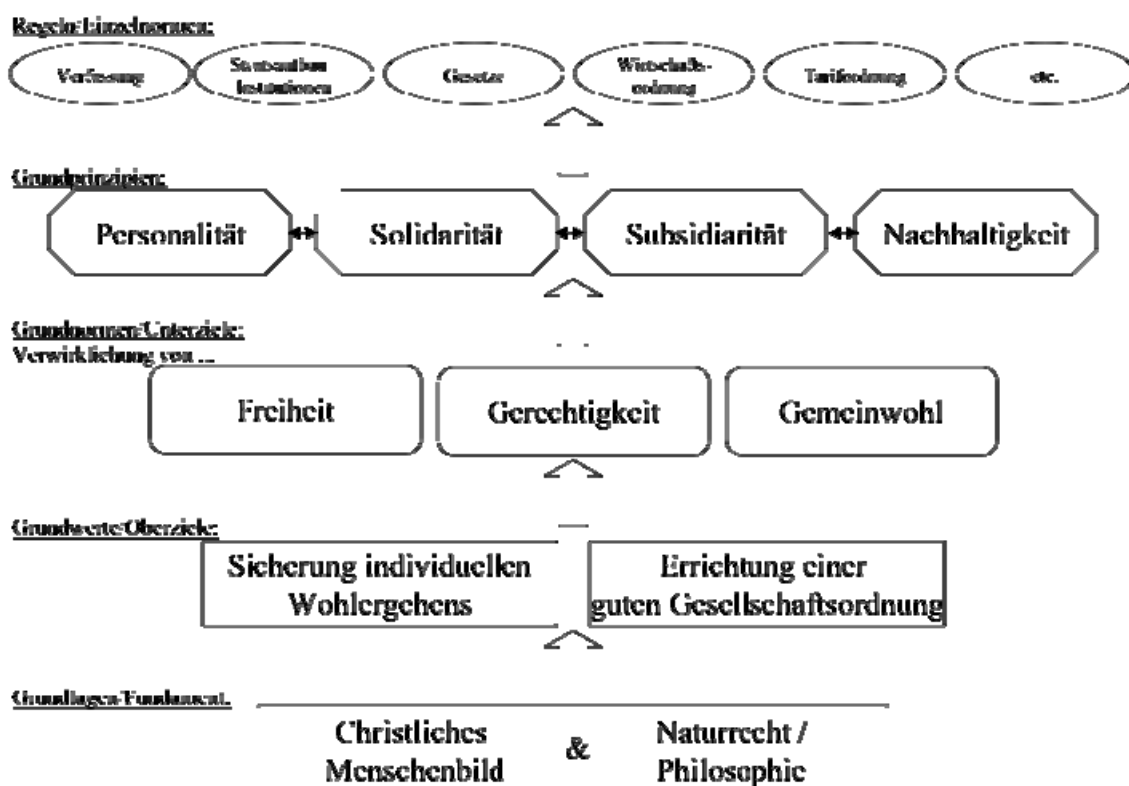 Regeln/Einzelnormen:
Verfassung
Staatsaufbau
Institutionen
Gesetze
Wirtschafts-
ordnung
Tarifordnung
etc.
Grundprinzipien:
Personalität
Solidarität
Subsidiarität
Nachhaltigkeit
Grundnormen/Unterziele:
Verwirklichung von ...
Freiheit
Gerechtigkeit
Gemeinwohl
Grundwerte/Oberziele:
Sicherung individuellen
Wohlergehens
Errichtung einer
guten Gesellschaftsordnung
Grundlagen/Fundament:
Christliches
Menschenbild
&
Naturrecht /
Philosophie